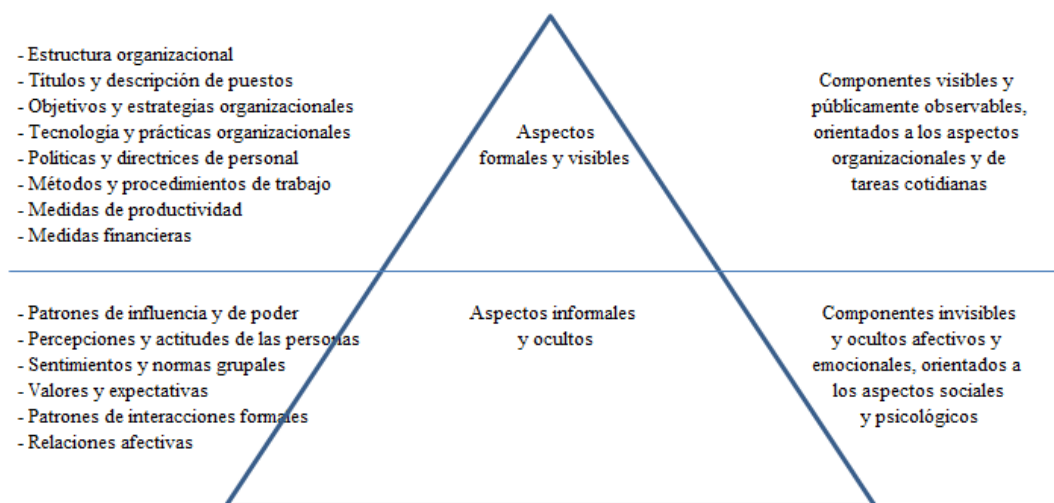 - Estructura organizacional
- Títulos y descripción de puestos
- Objetivos y estrategias organizacionales
- Tecnología y prácticas organizacionales
- Políticas y directrices de personal
- Métodos y procedimientos de trabajo
- Medidas de productividad
- Medidas financieras
Aspectos
formales y visibles
Componentes visibles y
públicamente observables,
orientados a los aspectos
organizacionales y de
tareas cotidianas
- Patrones de influencia y de poder
- Percepciones y actitudes de las personas
- Sentimientos y normas grupales
- Valores y expectativas
- Patrones de interacciones formales
- Relaciones afectivas
Aspectos informales
y ocultos
Componentes invisibles
y ocultos afectivos y
emocionales, orientados a
los aspectos sociales
y psicológicos